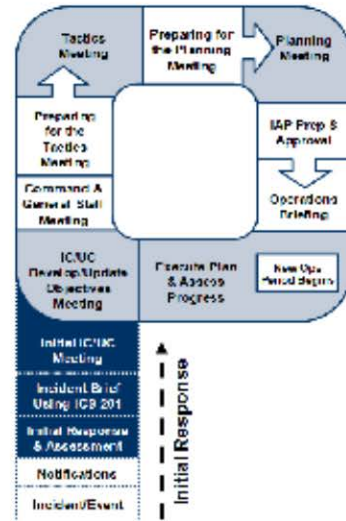 Tactics
Meeting
Preparing for
the Planning
Meeting
Planning
Meeting
Preparing
for the
Tactics
Meeting
IAP Prep &
Approval
Command &
General Staff
Meeting
Operations
Briefing
IC/UC
Develop/Update
Objectives
Meeting
Execute Plan
& Assess
Progress
New Ops
Period Begins
Initial IC/UC
Meeting
Incident Brief
Using ICS 201
Initial Response
& Assessment
Notifications
Incident/Event
Initial Response